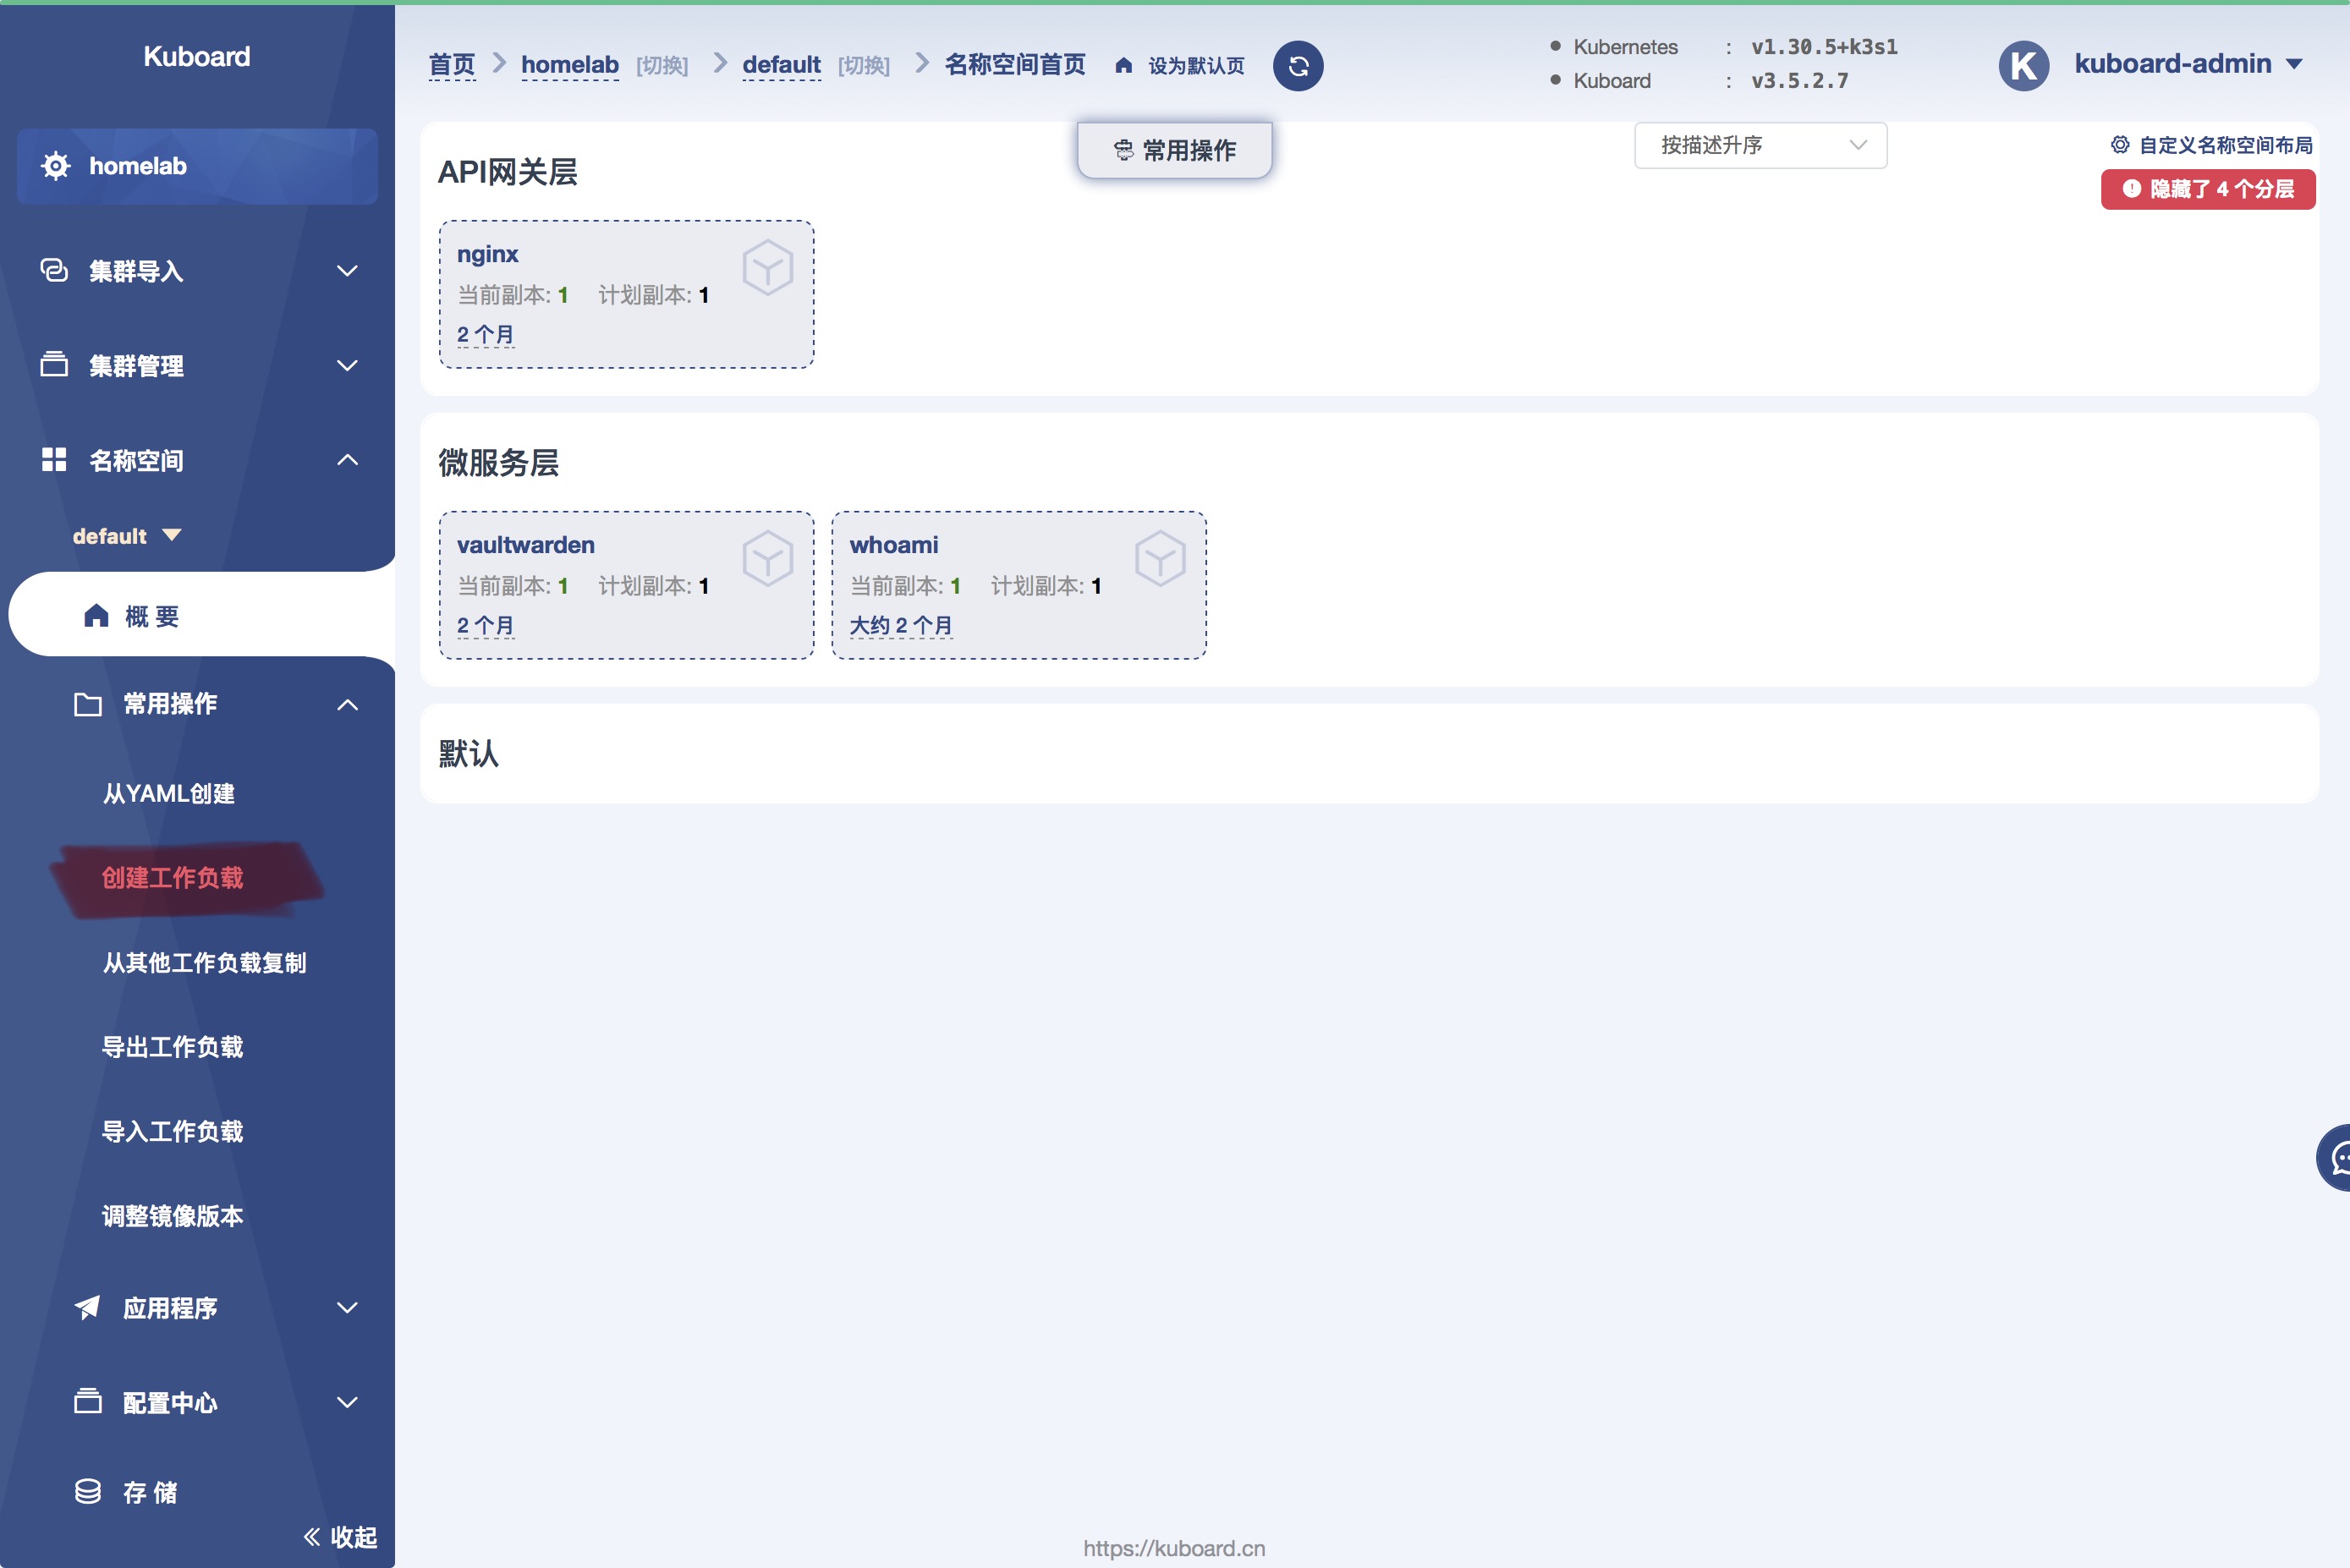 Kuboard
homelab
集群导入
集群管理
名称空间
default
概 要
常用操作
从YAML创建
创建工作负载
从其他工作负载复制
导出工作负载
导入工作负载
调整镜像版本
应用程序
配置中心
存 储
收起
首页 homelab [切换] default [切换] 名称空间首页 设为默认页
Kubernetes : v1.30.5+k3s1
Kuboard : v3.5.2.7
K kuboard-admin
常用操作
按描述升序
自定义名称空间布局
隐藏了 4 个分层
API网关层
nginx
当前副本: 1 计划副本: 1
2 个月
微服务层
vaultwarden
当前副本: 1 计划副本: 1
2 个月
whoami
当前副本: 1 计划副本: 1
大约 2 个月
默认
https://kuboard.cn